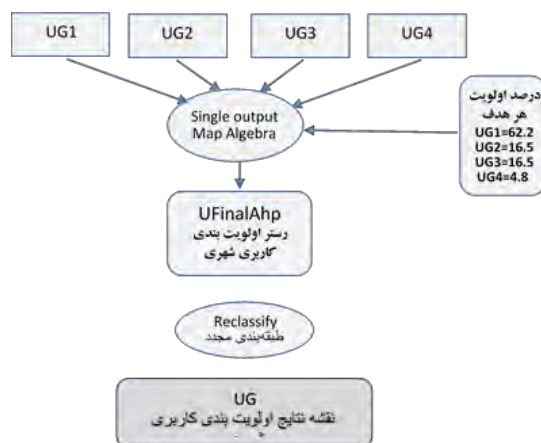 UG1
UG2
UG3
UG4
Single output
Map Algebra
درصد اولویت
هر هدف
UG1=62.2
UG2=16.5
UG3=16.5
UG4=4.8
UFinalAhp
رستر اولویت بندی
کاربری شهری
Reclassify
طبقه‌بندی مجدد
UG
نقشه نتایج اولویت بندی کاربری